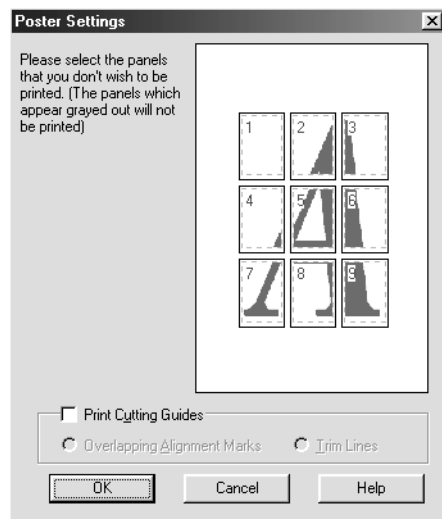 Poster Settings
Please select the panels
that you don't wish to be
printed. (The panels which
appear grayed out will not
be printed)
1 2 3
4 5 6
7 8 9
Print Cutting Guides
Overlapping Alignment Marks Trim Lines
OK Cancel Help